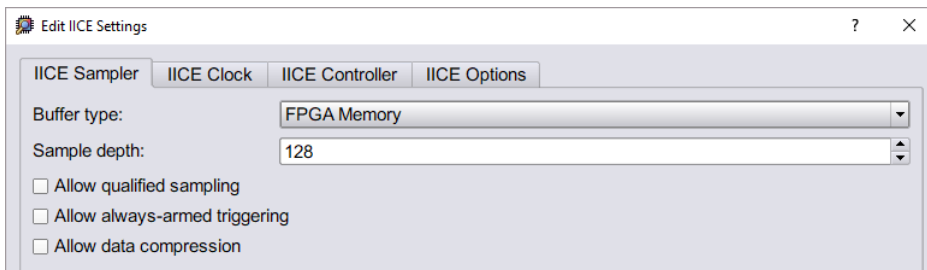 Edit IICE Settings ? ×
IICE Sampler IICE Clock IICE Controller IICE Options
Buffer type: FPGA Memory
Sample depth: 128
Allow qualified sampling
Allow always-armed triggering
Allow data compression